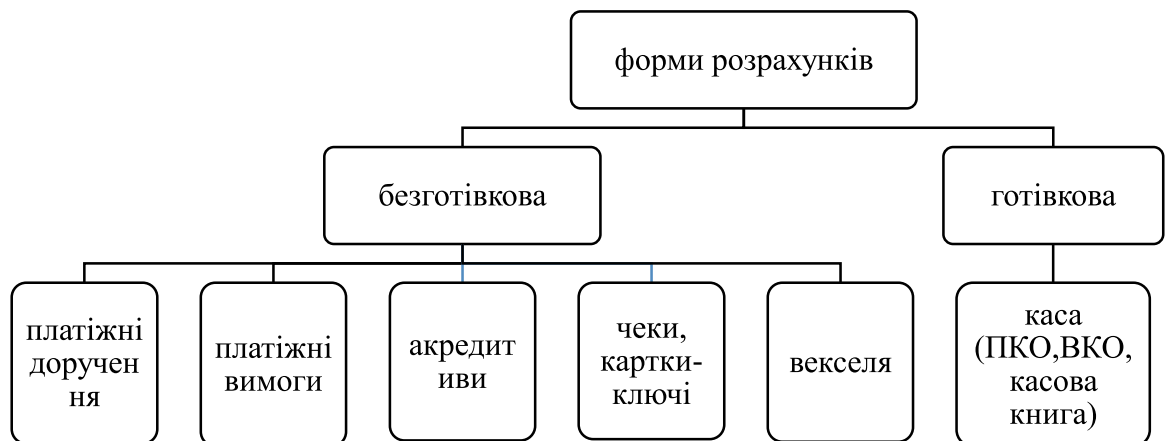 форми розрахунків
безготівкова
готівкова
платіжні
доручен
ня
платіжні
вимоги
акредит
иви
чеки,
картки-
ключі
векселя
каса
(ПКО,ВКО,
касова
книга)